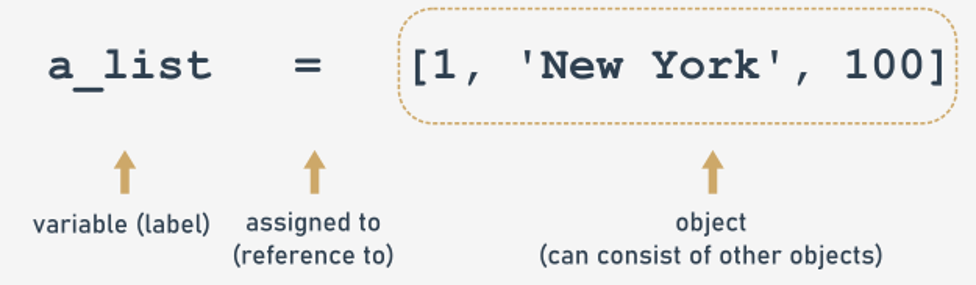 a_list = [1, 'New York', 100]
variable (label)
assigned to
(reference to)
object
(can consist of other objects)